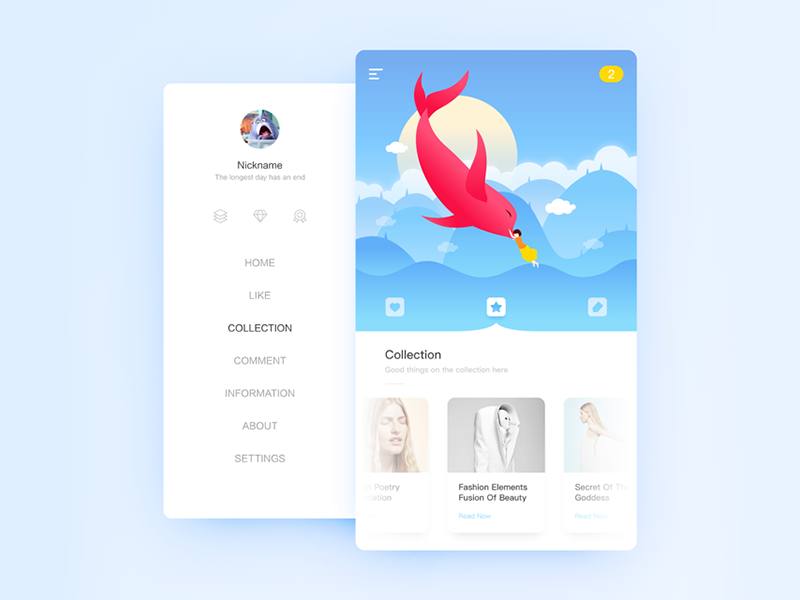 Nickname
The longest day has an end
HOME
LIKE
COLLECTION
COMMENT
INFORMATION
ABOUT
SETTINGS
2
Collection
Good things on the collection here
Poetry
Fashion Elements
Fusion Of Beauty
Read Now
Secret Of
Goddess
Read Now